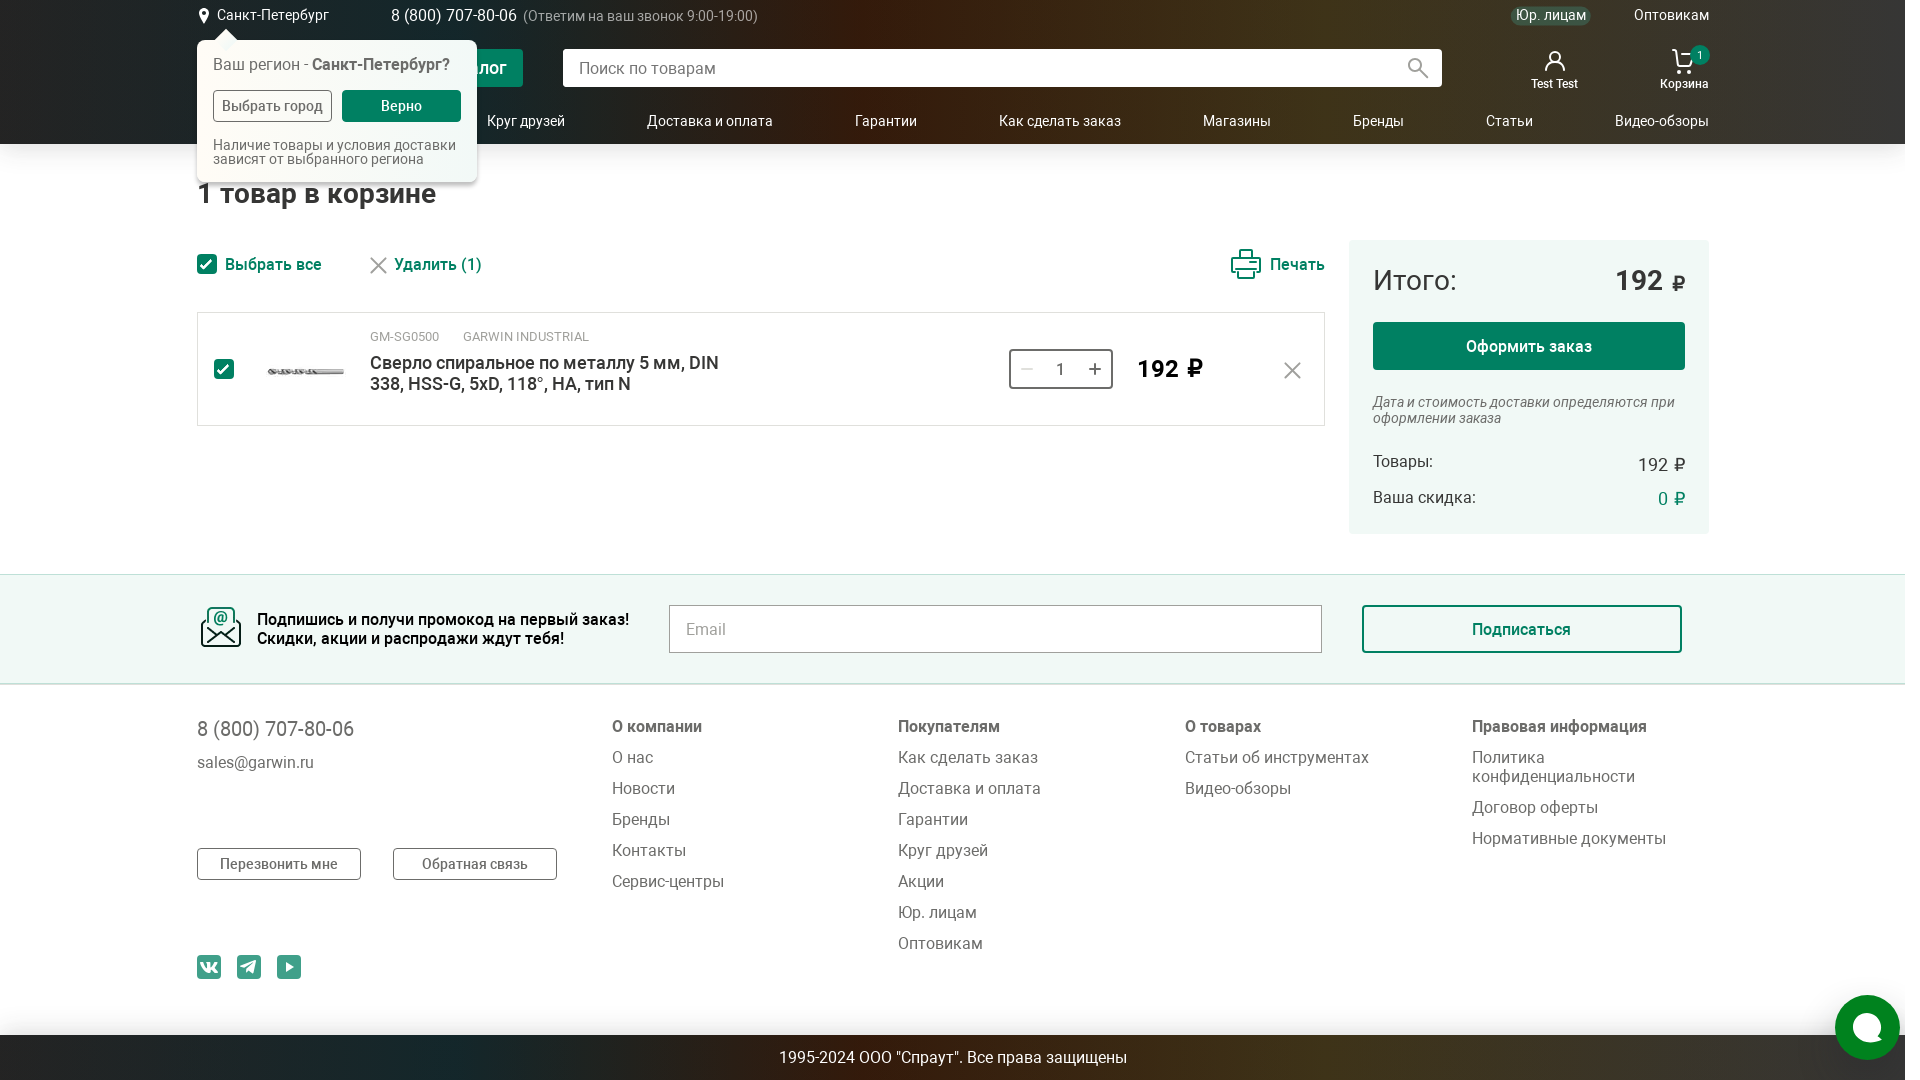 Санкт-Петербург
8 (800) 707-80-06 (Ответим на ваш звонок 9:00-19:00)
Юр. лицам
Оптовикам
Ваш регион - Санкт-Петербург?
Выбрать город
Верно
Наличие товары и условия доставки
зависят от выбранного региона
Поиск по товарам
Test Test
1
Корзина
Круг друзей
Доставка и оплата
Гарантии
Как сделать заказ
Магазины
Бренды
Статьи
Видео-обзоры
1 товар в корзине
Выбрать все
Удалить (1)
Печать
GM-SG0500 GARWIN INDUSTRIAL
Сверло спиральное по металлу 5 мм, DIN
338, HSS-G, 5xD, 118°, HA, тип N
1
192 ₽
Итого: 192 ₽
Оформить заказ
Дата и стоимость доставки определяются при
оформлении заказа
Товары: 192 ₽
Ваша скидка: 0 ₽
Подпишись и получи промокод на первый заказ!
Скидки, акции и распродажи ждут тебя!
Email
Подписаться
8 (800) 707-80-06
sales@garwin.ru
Перезвонить мне
Обратная связь
О компании
О нас
Новости
Бренды
Контакты
Сервис-центры
Покупателям
Как сделать заказ
Доставка и оплата
Гарантии
Круг друзей
Акции
Юр. лицам
Оптовикам
О товарах
Статьи об инструментах
Видео-обзоры
Правовая информация
Политика
конфиденциальности
Договор оферты
Нормативные документы
1995-2024 ООО "Спраут". Все права защищены